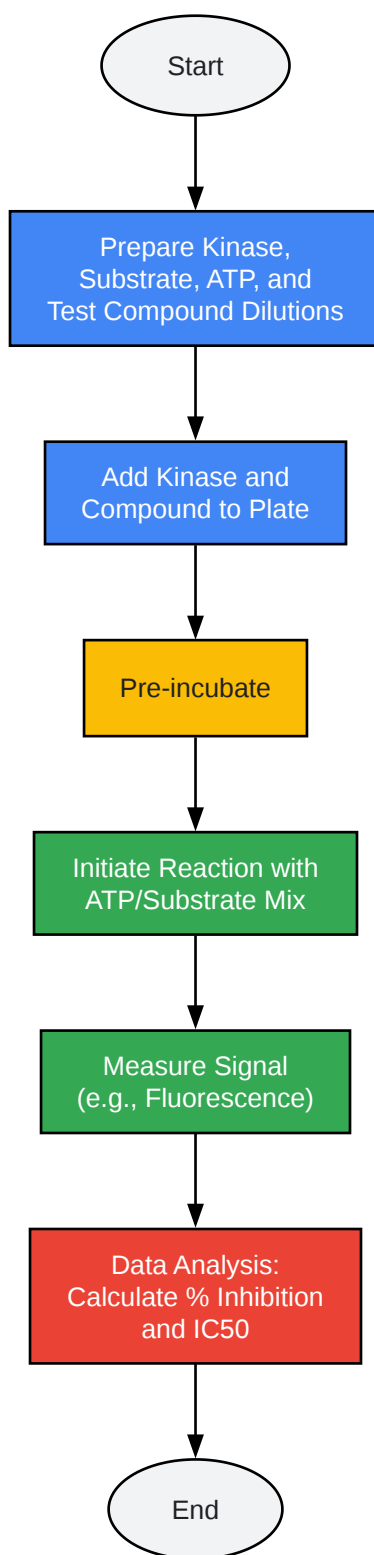 Start
Prepare Kinase,
Substrate, ATP, and
Test Compound Dilutions
Add Kinase and
Compound to Plate
Pre-incubate
Initiate Reaction with
ATP/Substrate Mix
Measure Signal
(e.g., Fluorescence)
Data Analysis:
Calculate % Inhibition
and IC50
End